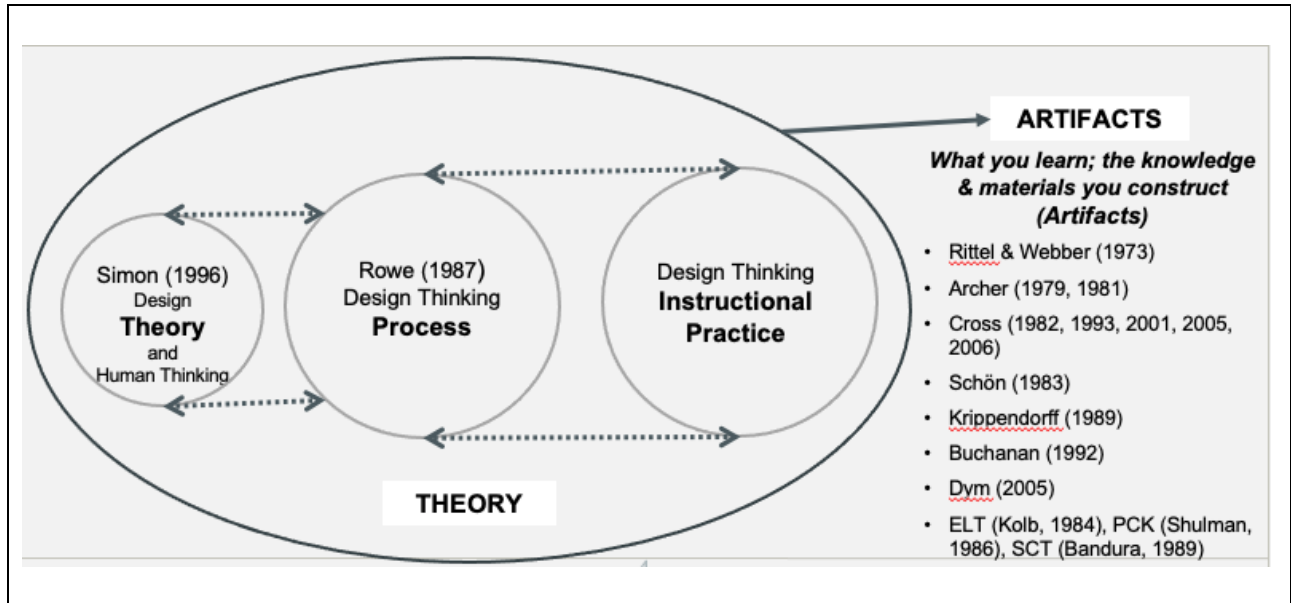 Simon (1996)
Design
Theory
and
Human Thinking
Rowe (1987)
Design Thinking
Process
Design Thinking
Instructional
Practice
THEORY
ARTIFACTS
What you learn; the knowledge
& materials you construct
(Artifacts)
• Rittel & Webber (1973)
• Archer (1979, 1981)
• Cross (1982, 1993, 2001, 2005,
2006)
• Schön (1983)
• Krippendorff (1989)
• Buchanan (1992)
• Dym (2005)
• ELT (Kolb, 1984), PCK (Shulman,
1986), SCT (Bandura, 1989)